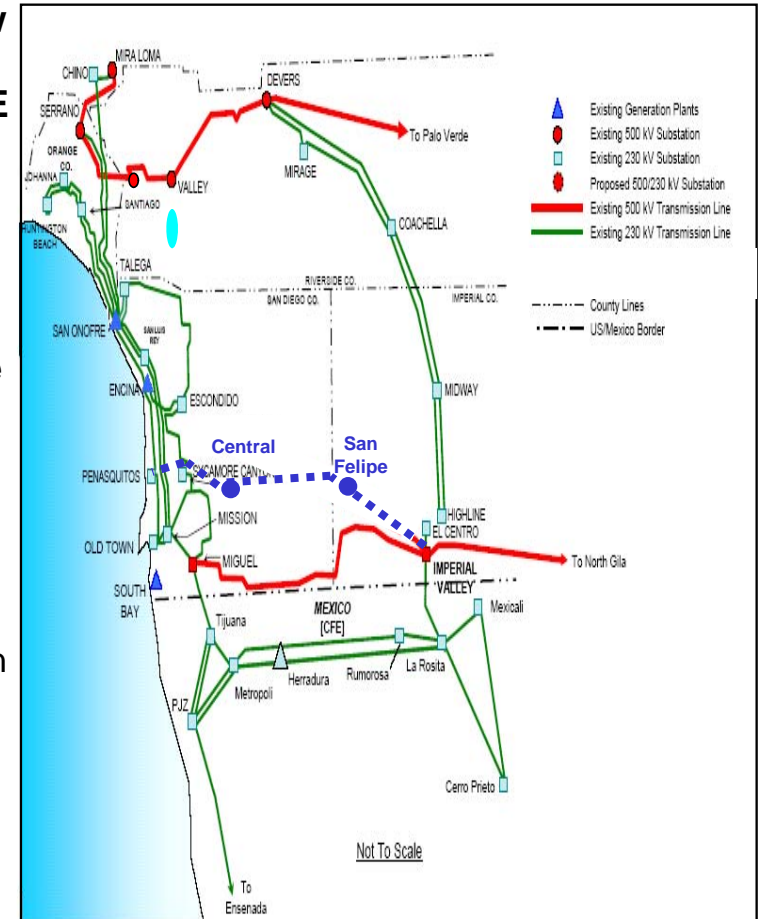 MIRA LOMA
CHINO
DEVERS
SERRANO
To Palo Verde
ORANGE
CO.
MIRAGE
VALLEY
SANTIAGO
COACHELLA
BEACH
TALEGA
RIVERSIDE CO.
SAN DIEGO CO.
IMPERIAL CO.
SAN ONOFRE
SAN LUIS
REY
ENCINA
ESCONDIDO
MIDWAY
Central
San
Felipe
PENASQUITOS
SYCAMORE
MISSION
HIGHLINE
EL CENTRO
OLD TOWN
MIGUEL
To North Gila
IMPERIAL
VALLEY
SOUTH
BAY
MEXICO
[CFE]
Mexicali
Tijuana
Rumorosa
La Rosita
Herradura
Metropoli
PJZ
Cerro Prieto
Not To Scale
To
Ensenada
Existing Generation Plants
Existing 500 kV Substation
Existing 230 kV Substation
Proposed 500/230 kV Substation
Existing 500 kV Transmission Line
Existing 230 kV Transmission Line
County Lines
US/Mexico Border